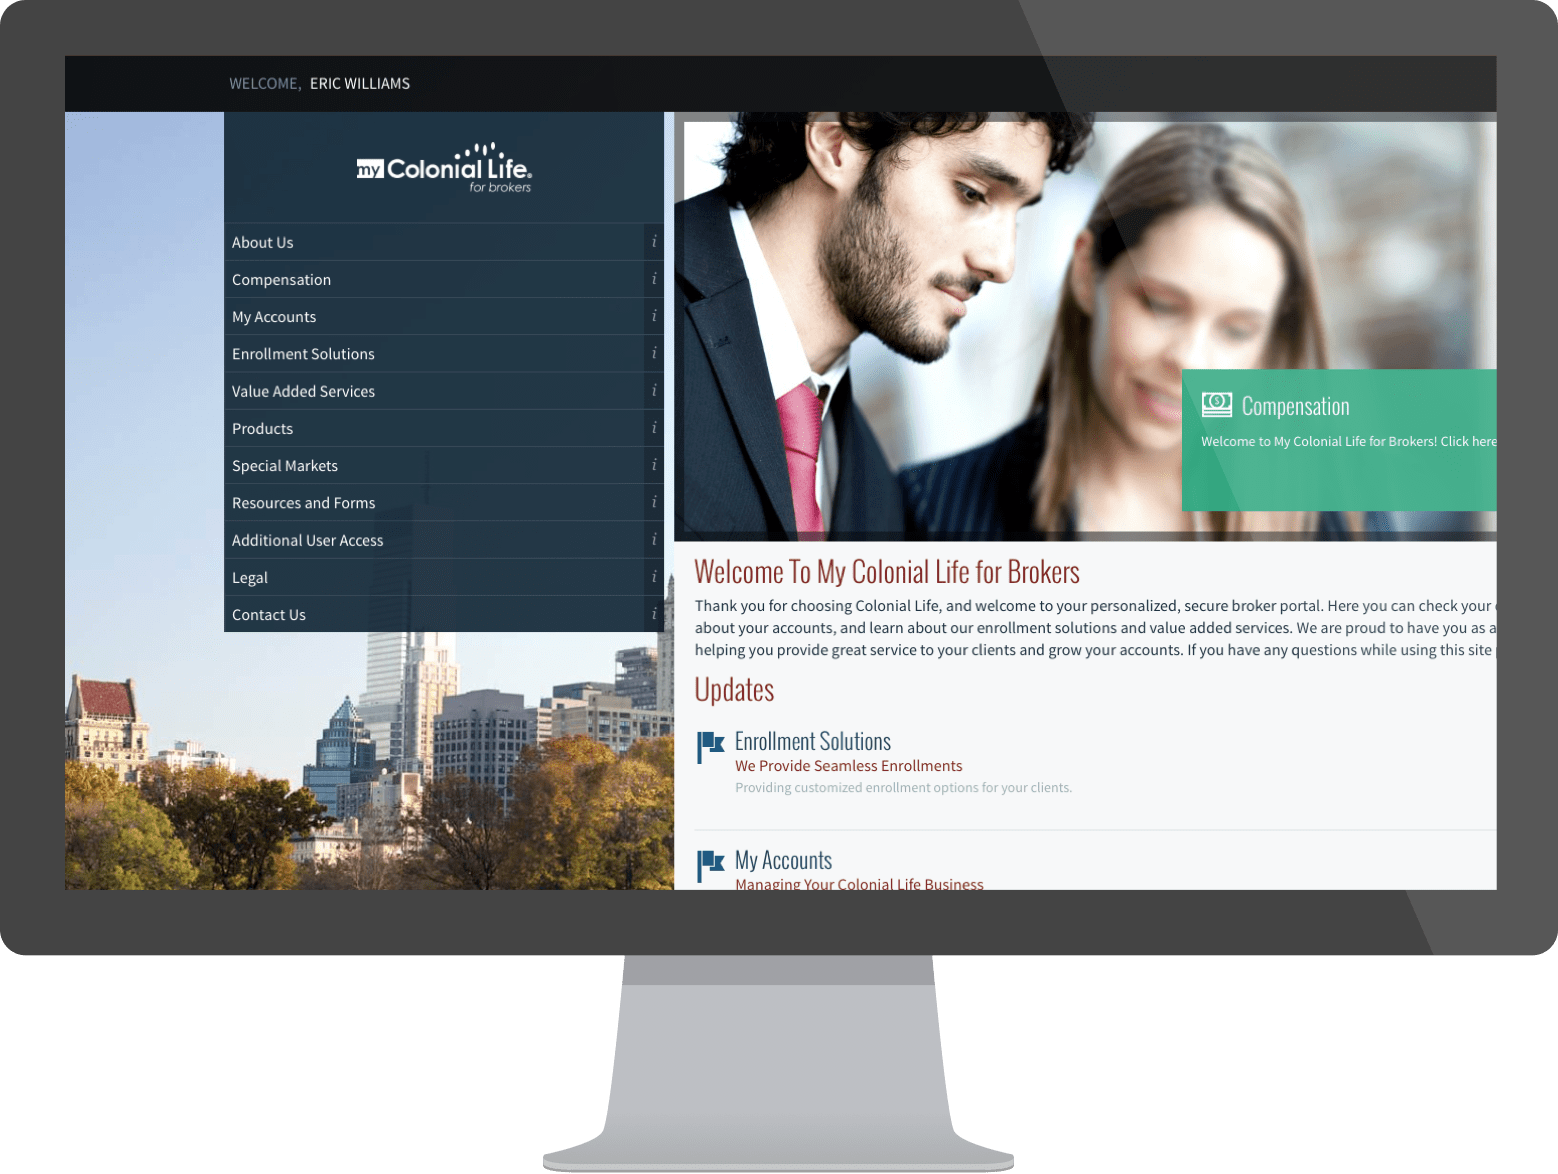 WELCOME, ERIC WILLIAMS
my Colonial Life®
for brokers
About Us i
Compensation i
My Accounts i
Enrollment Solutions i
Value Added Services i
Products i
Special Markets i
Resources and Forms i
Additional User Access i
Legal i
Contact Us i
$ Compensation
Welcome to My Colonial Life for Brokers! Click here
Welcome To My Colonial Life for Brokers
Thank you for choosing Colonial Life, and welcome to your personalized, secure broker portal. Here you can check your
about your accounts, and learn about our enrollment solutions and value added services. We are proud to have you as a
helping you provide great service to your clients and grow your accounts. If you have any questions while using this site
Updates
Enrollment Solutions
We Provide Seamless Enrollments
Providing customized enrollment options for your clients.
My Accounts
Managing Your Colonial Life Business